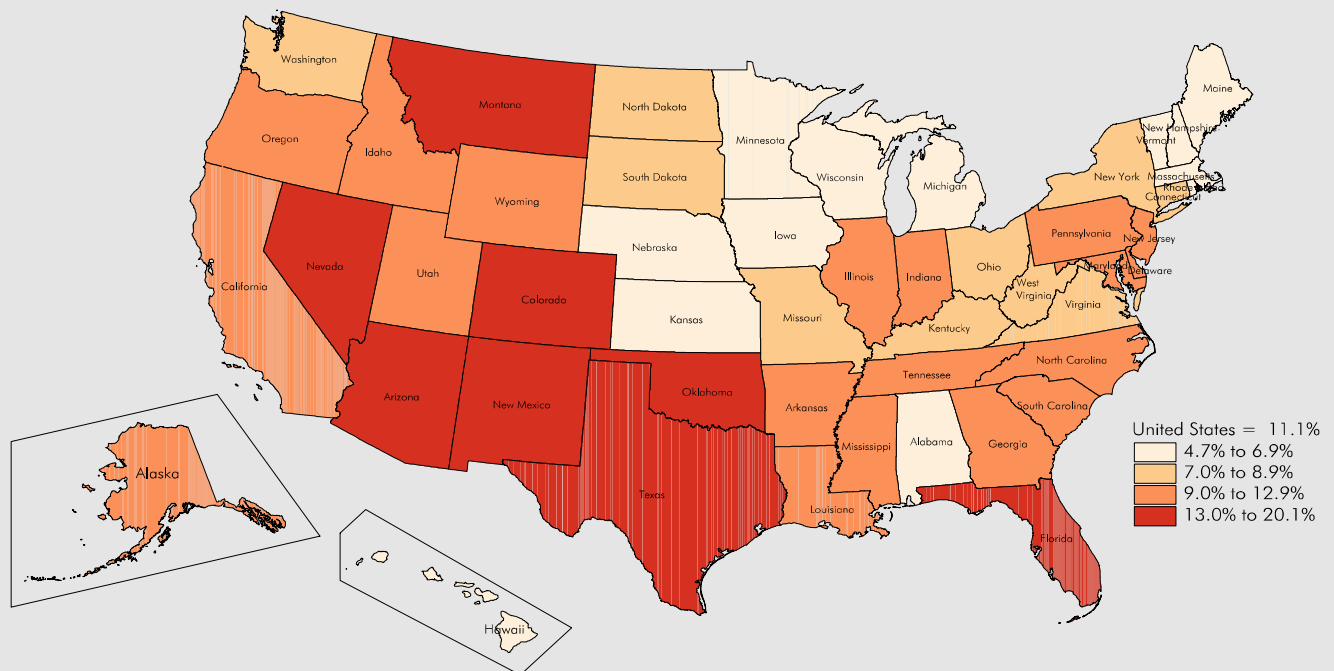 Washington
Montana
North Dakota
Minnesota
Maine
Oregon
Idaho
New Hampshire
Vermont
South Dakota
Wisconsin
Michigan
New York
Massachusetts
Rhode Island
Connecticut
Wyoming
Nebraska
Iowa
Pennsylvania
New Jersey
Nevada
Utah
Colorado
Illinois
Indiana
Ohio
Maryland
Delaware
California
West
Virginia
Virginia
Kansas
Missouri
Kentucky
Arizona
New Mexico
Oklahoma
Arkansas
Tennessee
North Carolina
South Carolina
Mississippi
Alabama
Georgia
United States = 11.1%
4.7% to 6.9%
7.0% to 8.9%
9.0% to 12.9%
13.0% to 20.1%
Alaska
Texas
Louisiana
Florida
Hawaii